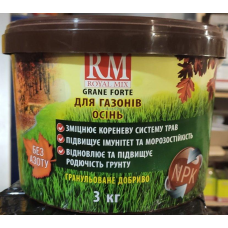 RM
ROYAL MIX
GRANE FORTE
ДЛЯ ГАЗОНІВ
ОСІНЬ
БЕЗ
АЗОТУ
ЗМІЦНЮЄ КОРЕНЕВУ СИСТЕМУ ТРАВ
ПІДВИЩУЄ ІМУНІТЕТ ТА МОРОЗОСТІЙКІСТЬ
ВІДНОВЛЮЄ ТА ПІДВИЩУЄ
РОДЮЧІСТЬ ГРУНТУ
NPK
ГРАНУЛЬОВАНЕ ДОБРИВО
3 КГ